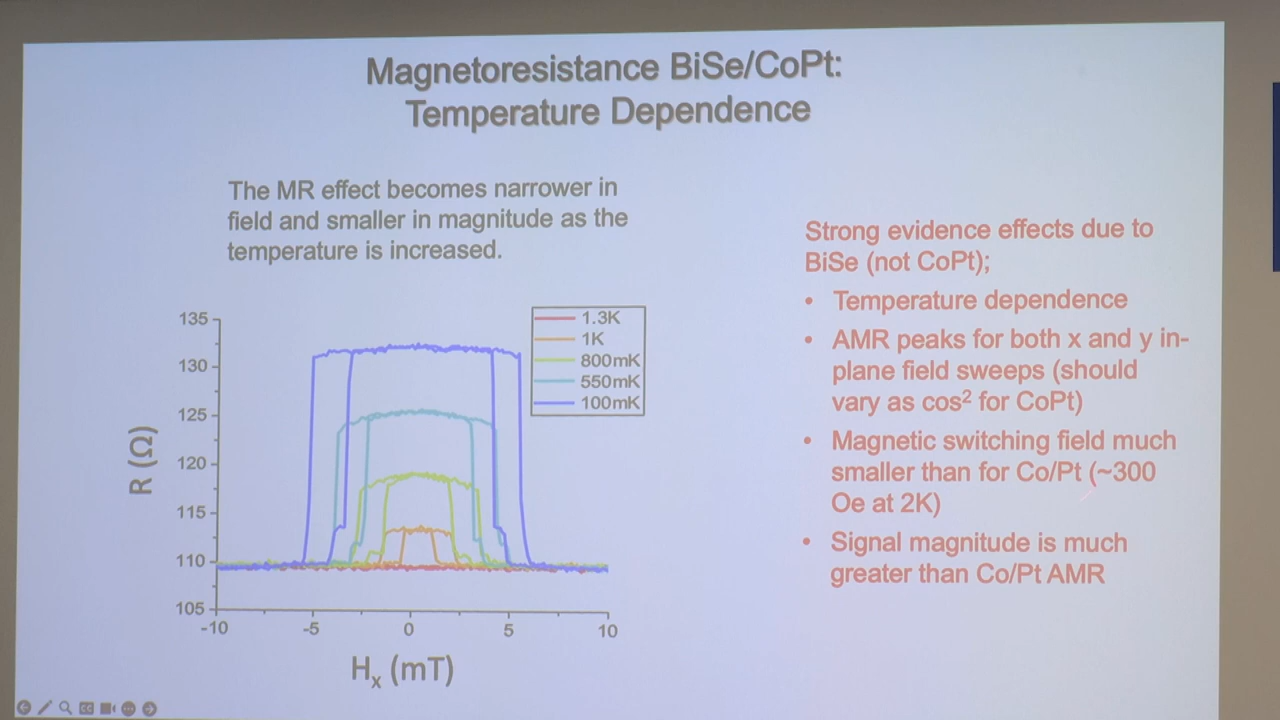 Magnetoresistance BiSe/CoPt:
Temperature Dependence
The MR effect becomes narrower in
field and smaller in magnitude as the
temperature is increased.
135
130
125
120
115
110
105
-10
-5
0
5
10
R (Ω)
Hx (mT)
1.3K
1K
800mK
550mK
100mK
Strong evidence effects due to
BiSe (not CoPt);
• Temperature dependence
• AMR peaks for both x and y in-
plane field sweeps (should
vary as cos² for CoPt)
• Magnetic switching field much
smaller than for Co/Pt (~300
Oe at 2K)
• Signal magnitude is much
greater than Co/Pt AMR